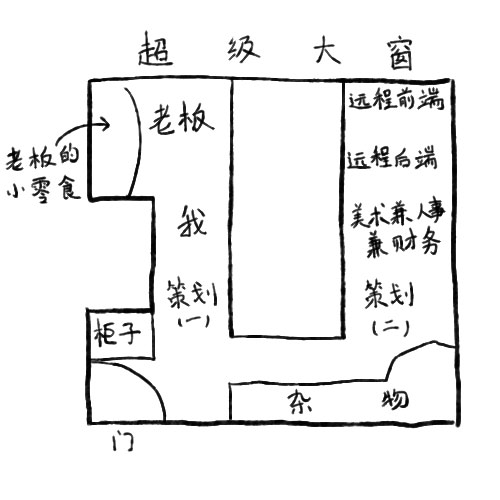 超级大窗
老板
远程前端
老板的
小零食
远程后端
我
美术兼人事
兼财务
策划
(一)
策划
(二)
柜子
杂物
门